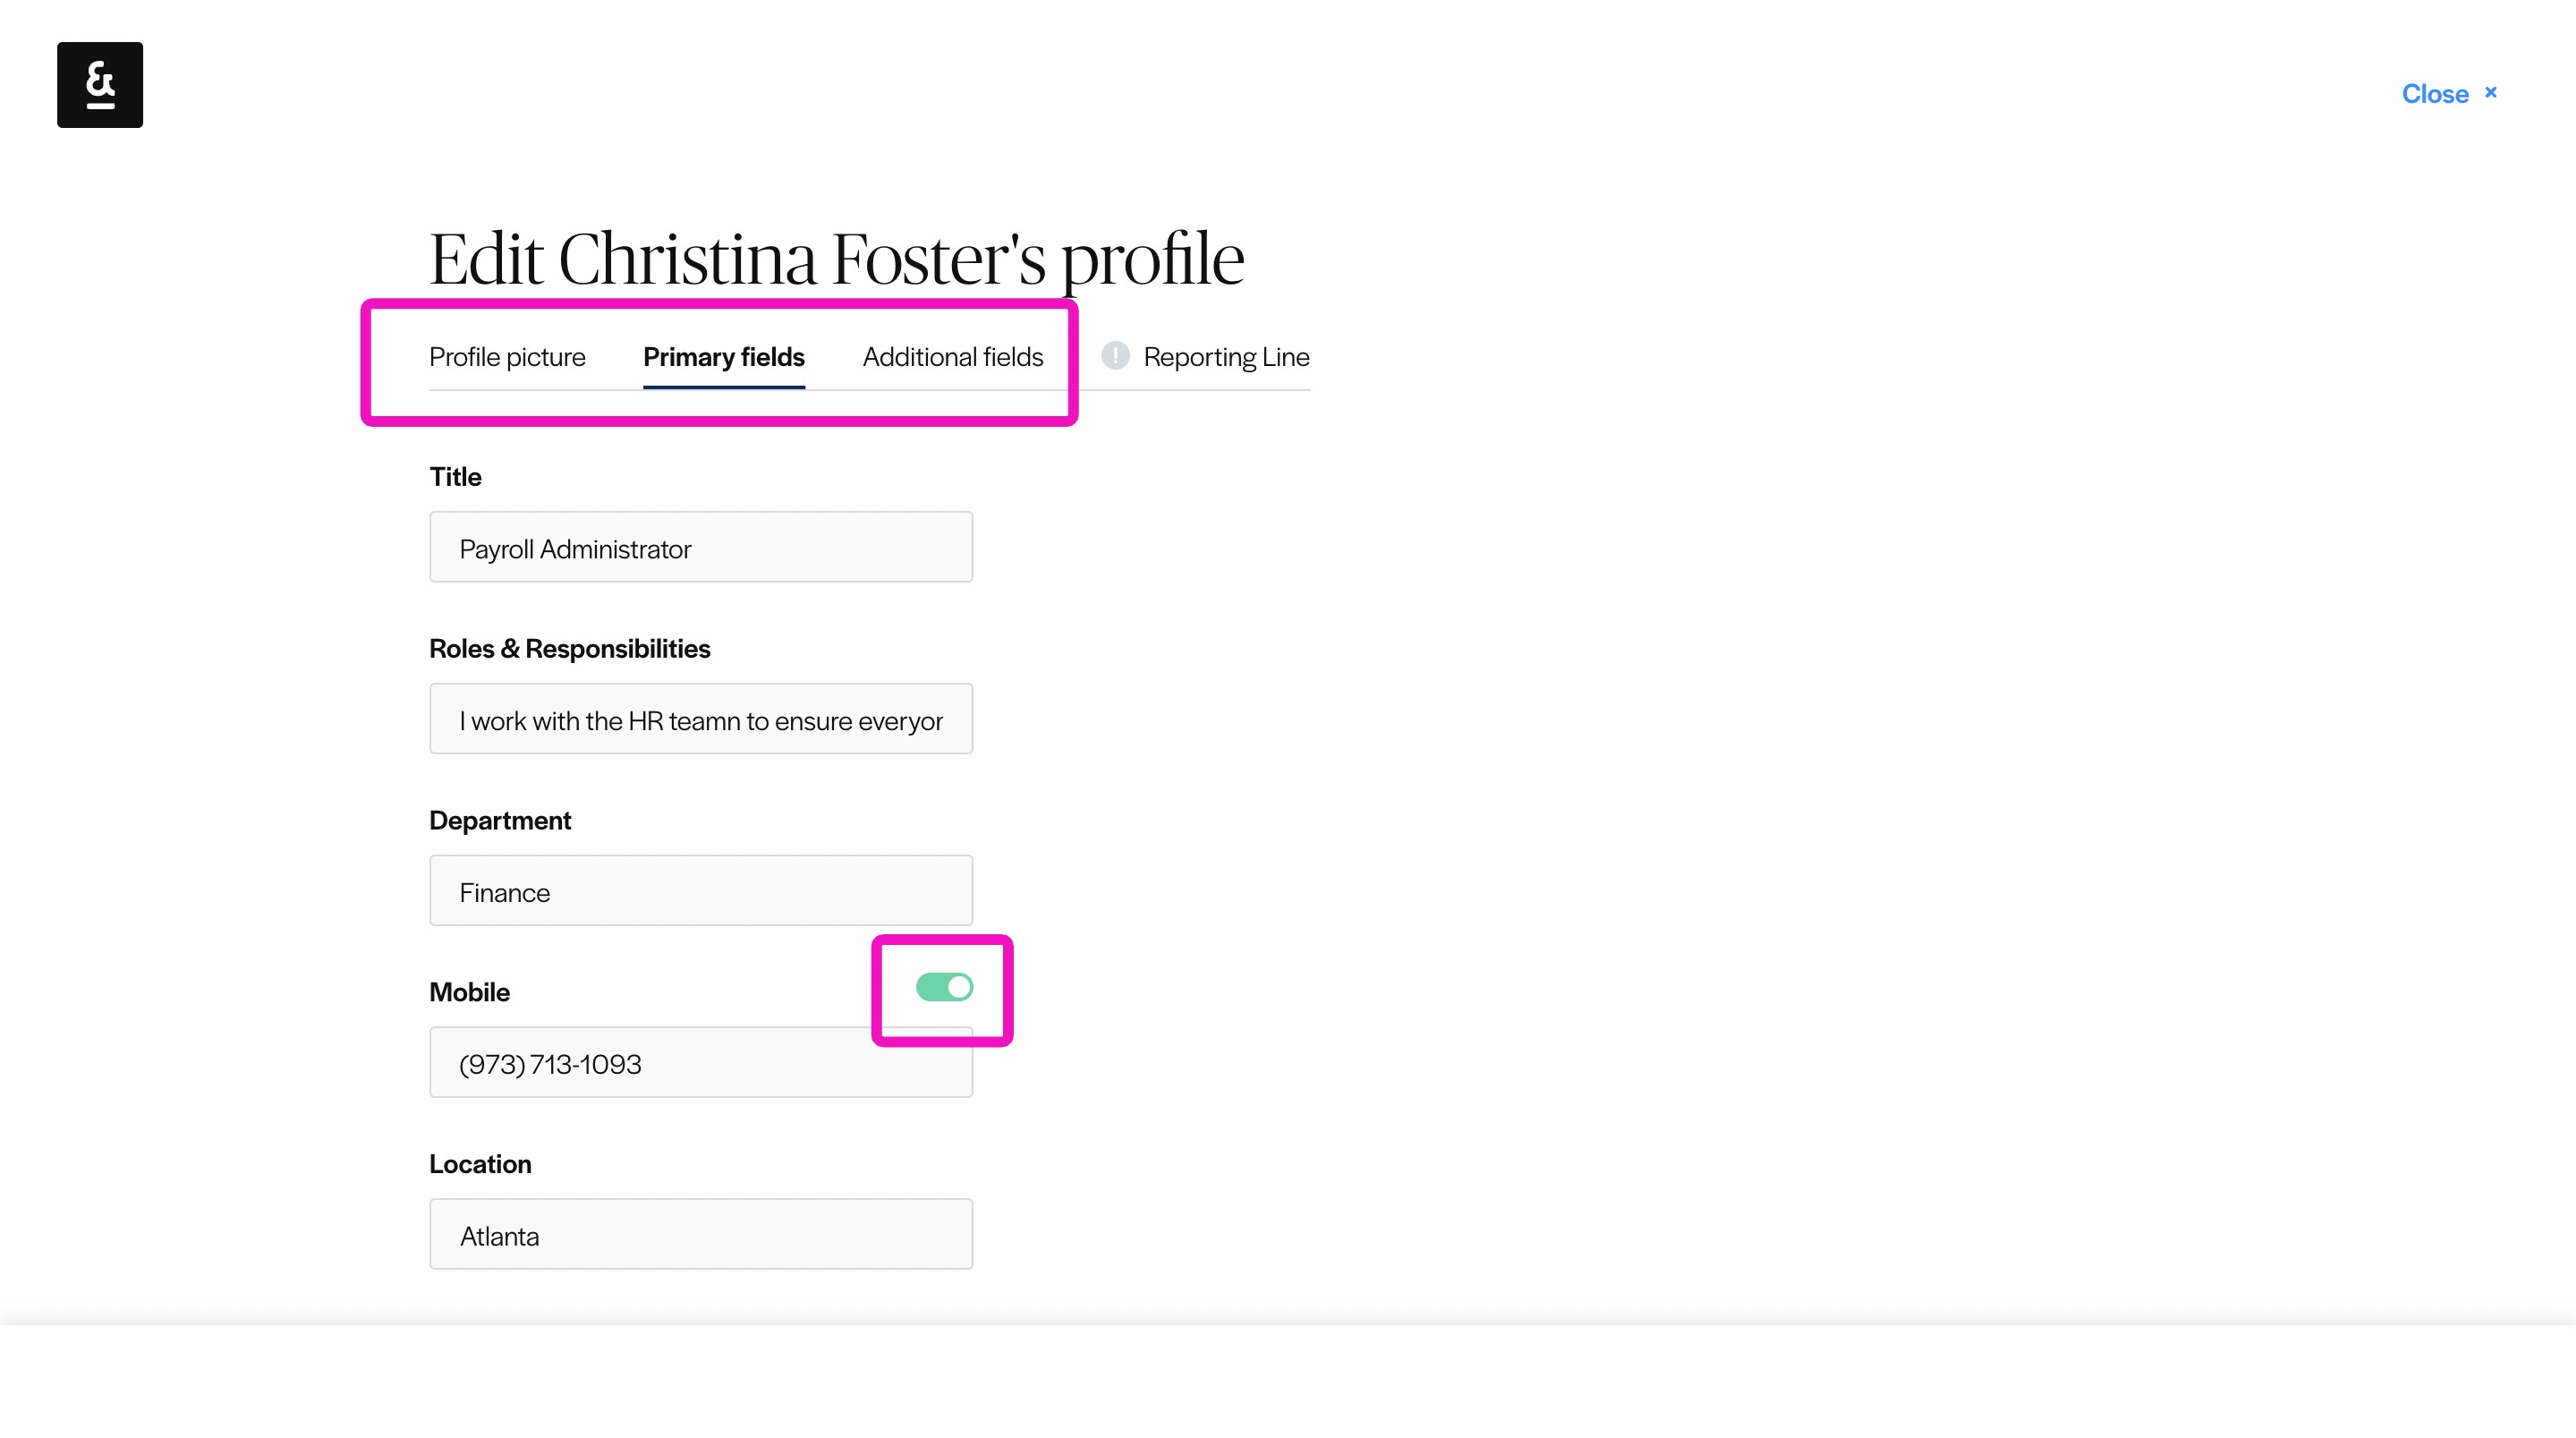 &
Close ×
Edit Christina Foster's profile
Profile picture Primary fields Additional fields ! Reporting Line
Title
Payroll Administrator
Roles & Responsibilities
I work with the HR teamn to ensure everyor
Department
Finance
Mobile
(973) 713-1093
Location
Atlanta